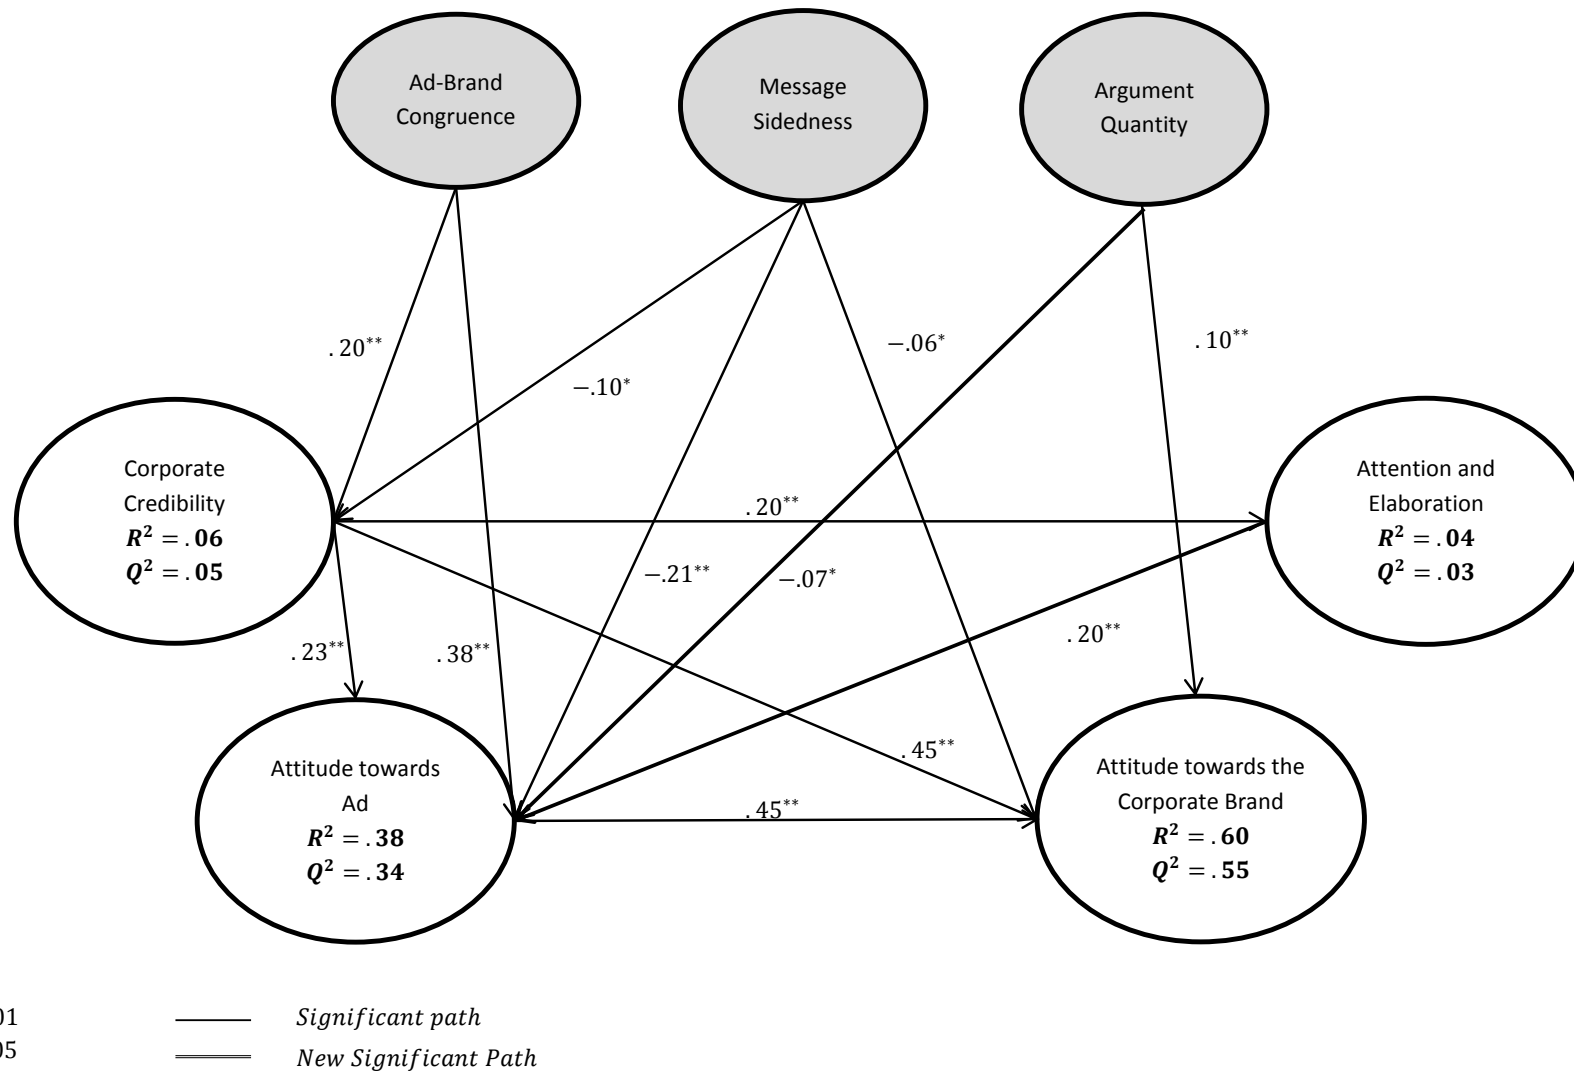 Ad-Brand
Congruence
Message
Sidedness
Argument
Quantity
.20**
-.10*
−.06*
.10**
Corporate
Credibility
R² = .06
Q² = .05
.20**
Attention and
Elaboration
R² = .04
Q² = .03
−.21**
−.07*
.23**
.38**
.20**
.45**
.45**
Attitude towards
Ad
R² = .38
Q² = .34
Attitude towards the
Corporate Brand
R² = .60
Q² = .55
01
Significant path
05
New Significant Path